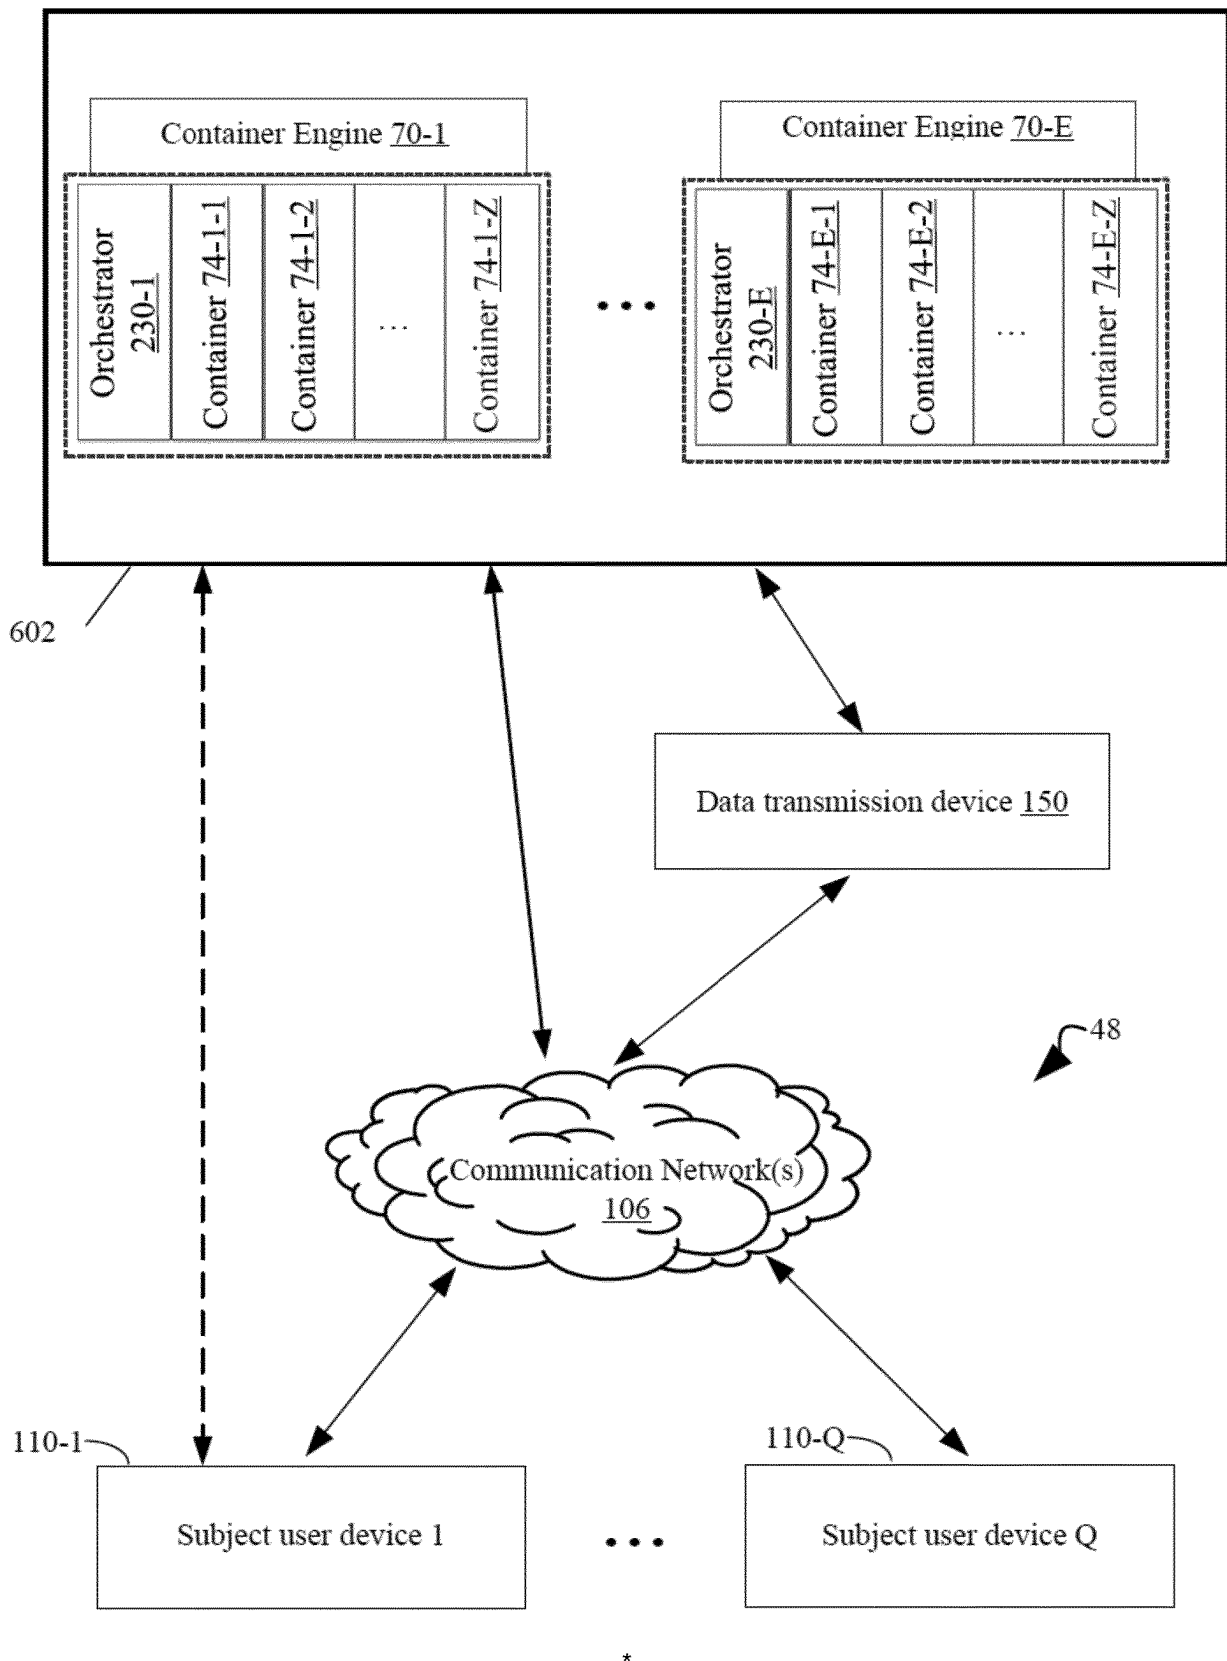 Container Engine 70-1
Orchestrator
230-1
Container 74-1-1
Container 74-1-2
...
Container 74-1-Z
...
Container Engine 70-E
Orchestrator
230-E
Container 74-E-1
Container 74-E-2
...
Container 74-E-Z
602
Data transmission device 150
48
Communication Network(s)
106
110-1
Subject user device 1
...
110-Q
Subject user device Q
*